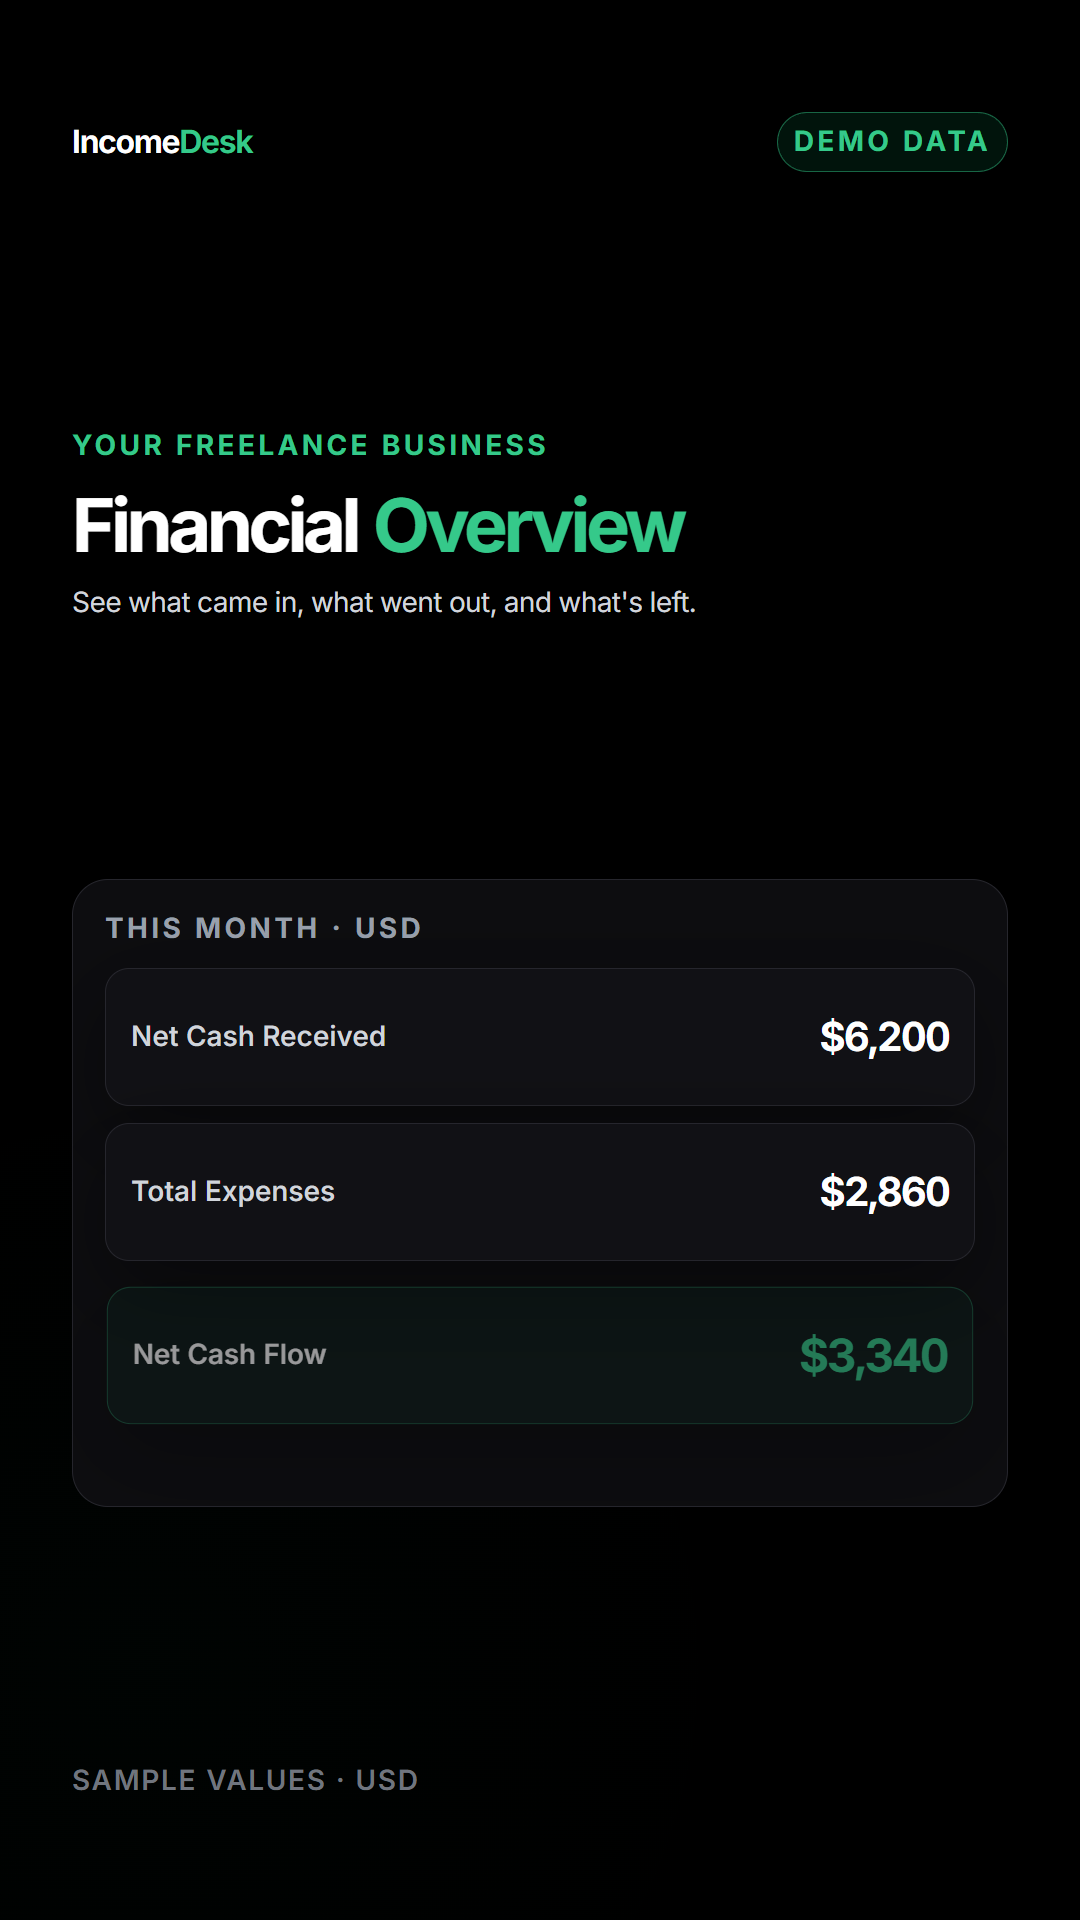 IncomeDesk
DEMO DATA
YOUR FREELANCE BUSINESS
Financial Overview
See what came in, what went out, and what's left.
THIS MONTH · USD
Net Cash Received $6,200
Total Expenses $2,860
Net Cash Flow $3,340
SAMPLE VALUES · USD